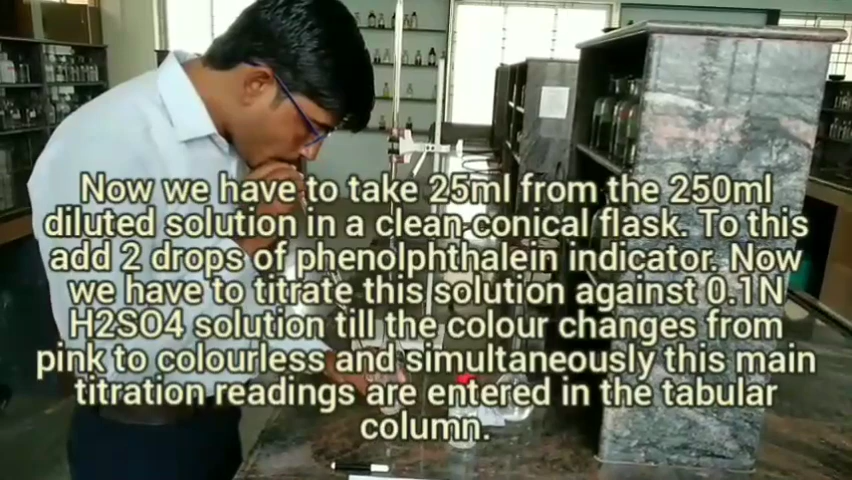 Now we have to take 25ml from the 250ml
diluted solution in a clean conical flask. To this
add 2 drops of phenolphthalein indicator. Now
we have to titrate this solution against 0.1N
H2SO4 solution till the colour changes from
pink to colourless and simultaneously this main
titration readings are entered in the tabular
column.